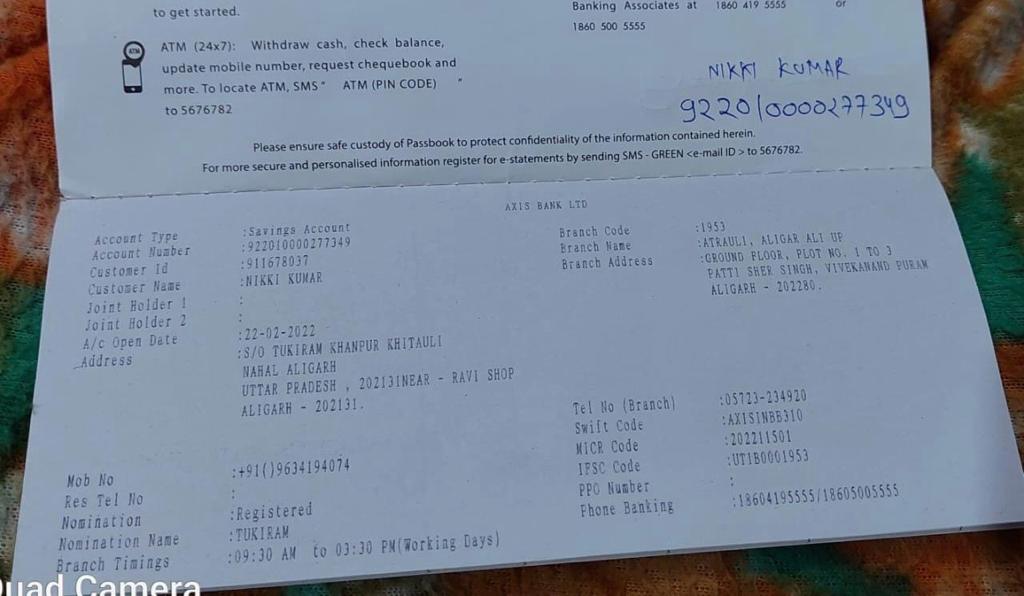 to get started.
Banking Associates at 1860 419 5555 or
1860 500 5555
ATM
ATM (24x7): Withdraw cash, check balance,
update mobile number, request chequebook and
more. To locate ATM, SMS " ATM (PIN CODE) "
to 5676782
NIKKI KUMAR
922010000277349
Please ensure safe custody of Passbook to protect confidentiality of the information contained herein.
For more secure and personalised information register for e-statements by sending SMS - GREEN <e-mail ID > to 5676782.
AXIS BANK LTD
Account Type :Savings Account
Account Number :922010000277349
Customer Id :911678037
Customer Name :NIKKI KUMAR
Joint Holder 1 :
Joint Holder 2 :
A/c Open Date :22-02-2022
Address :S/O TUKIRAM KHANPUR KHITAULI
NAHAL ALIGARH
UTTAR PRADESH , 202131NEAR - RAVI SHOP
ALIGARH - 202131.
Branch Code :1953
Branch Name :ATRAULI, ALIGAR ALI UP
Branch Address :GROUND FLOOR, PLOT NO. 1 TO 3
PATTI SHER SINGH, VIVEKANAND PURAM
ALIGARH - 202280.
Mob No :+91()9634194074
Res Tel No :
Nomination :Registered
Nomination Name :TUKIRAM
Branch Timings :09:30 AM to 03:30 PM(Working Days)
Tel No (Branch) :05723-234920
Swift Code :AXISINBB310
MICR Code :202211501
IFSC Code :UTIB0001953
PPO Number :
Phone Banking :18604195555/18605005555
Quad Camera